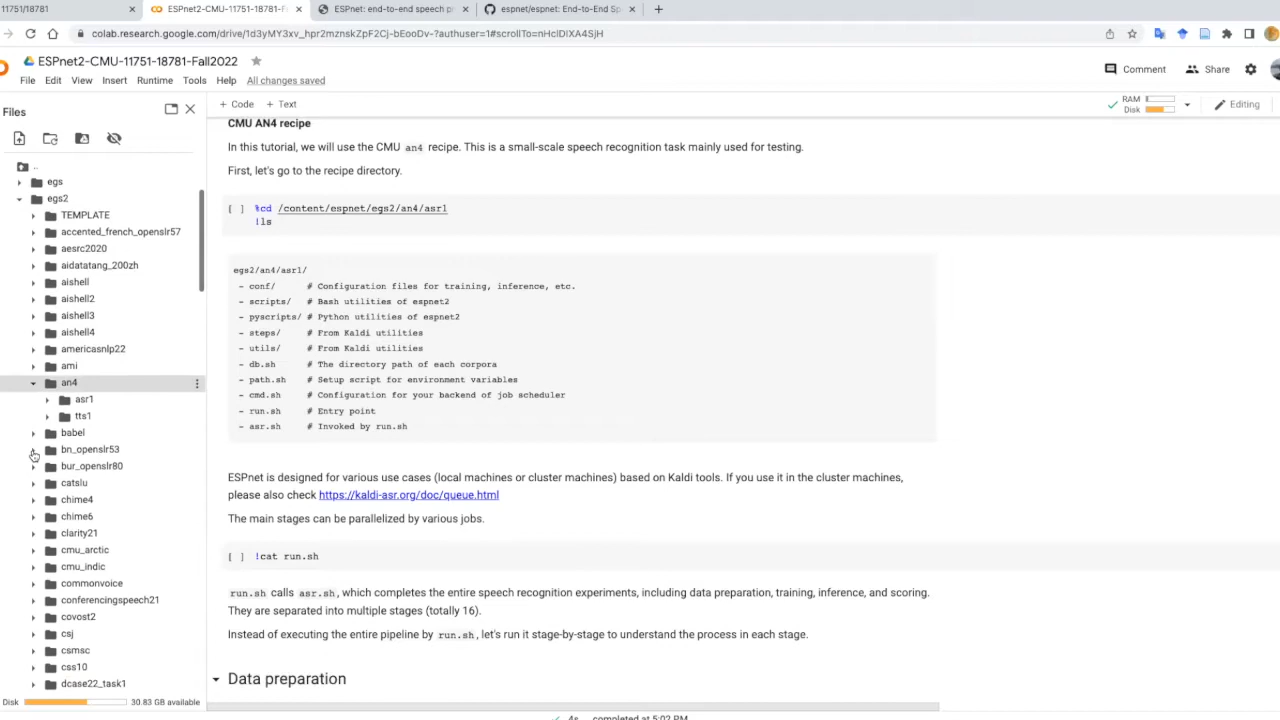 11751/18781
ESPnet2-CMU-11751-18781-F
ESPnet: end-to-end speech p
espnet/espnet: End-to-End Sp
colab.research.google.com/drive/1d3yMY3xv_hpr2mznskZpF2Cj-bEooDv-?authuser=1#scrollTo=nHclDIXA4SjH
ESPnet2-CMU-11751-18781-Fall2022
File Edit View Insert Runtime Tools Help All changes saved
Comment
Share
Files
+ Code + Text
RAM
Disk
Editing
..
egs
egs2
TEMPLATE
accented_french_openslr57
aesrc2020
aidatatang_200zh
aishell
aishell2
aishell3
aishell4
americasnlp22
ami
an4
asr1
tts1
babel
bn_openslr53
bur_openslr80
catslu
chime4
chime6
clarity21
cmu_arctic
cmu_indic
commonvoice
conferencingspeech21
covost2
csj
csmsc
css10
dcase22_task1
Disk 30.83 GB available
CMU AN4 recipe
In this tutorial, we will use the CMU an4 recipe. This is a small-scale speech recognition task mainly used for testing.
First, let's go to the recipe directory.
[ ] %cd /content/espnet/egs2/an4/asr1
!ls
egs2/an4/asr1/
- conf/ # Configuration files for training, inference, etc.
- scripts/ # Bash utilities of espnet2
- pyscripts/ # Python utilities of espnet2
- steps/ # From Kaldi utilities
- utils/ # From Kaldi utilities
- db.sh # The directory path of each corpora
- path.sh # Setup script for environment variables
- cmd.sh # Configuration for your backend of job scheduler
- run.sh # Entry point
- asr.sh # Invoked by run.sh
ESPnet is designed for various use cases (local machines or cluster machines) based on Kaldi tools. If you use it in the cluster machines,
please also check https://kaldi-asr.org/doc/queue.html
The main stages can be parallelized by various jobs.
[ ] !cat run.sh
run.sh calls asr.sh, which completes the entire speech recognition experiments, including data preparation, training, inference, and scoring.
They are separated into multiple stages (totally 16).
Instead of executing the entire pipeline by run.sh, let's run it stage-by-stage to understand the process in each stage.
Data preparation
4s completed at 5:02 PM